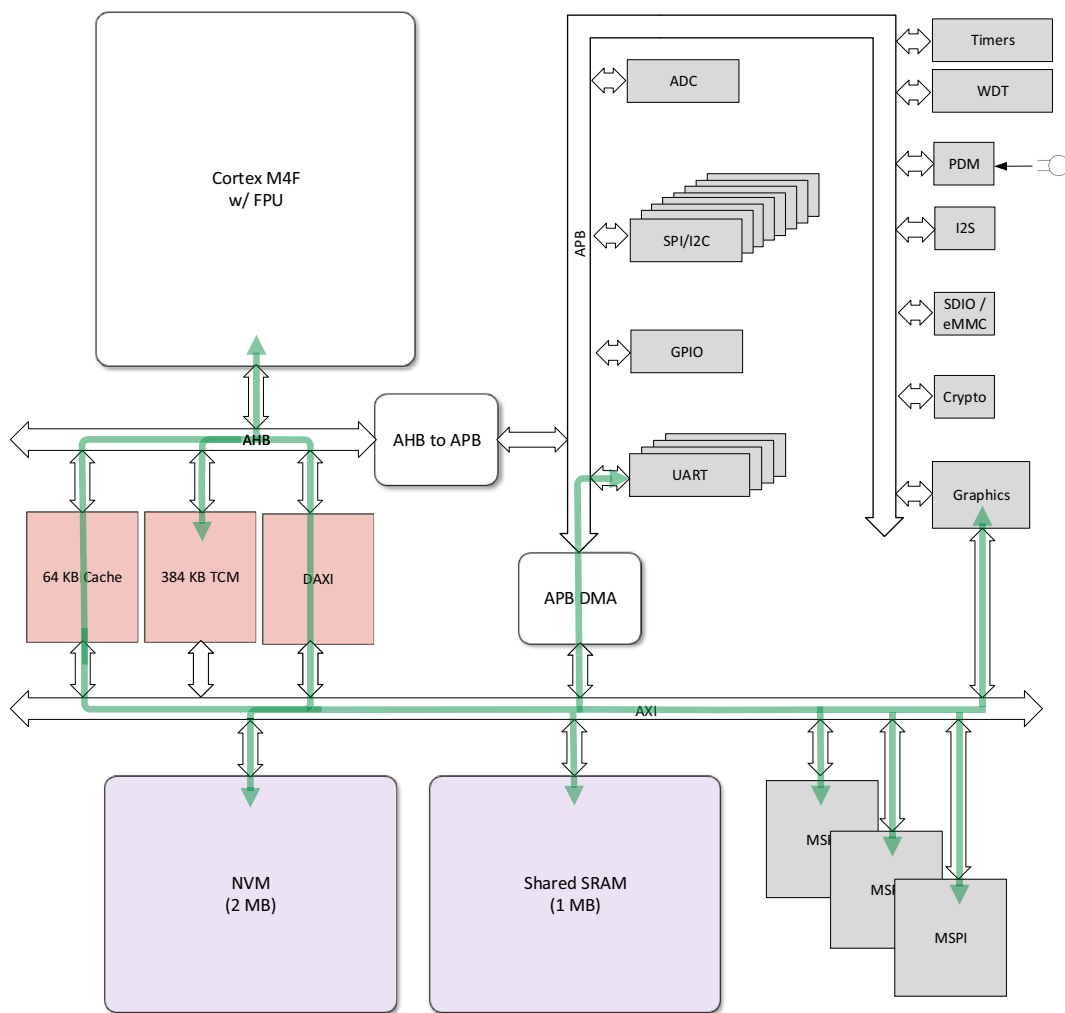 Cortex M4F
w/ FPU
AHB
AHB to APB
64 KB Cache
384 KB TCM
DAXI
APB
ADC
SPI/I2C
GPIO
UART
APB DMA
Timers
WDT
PDM
I2S
SDIO /
eMMC
Crypto
Graphics
AXI
NVM
(2 MB)
Shared SRAM
(1 MB)
MSPI
MSPI
MSPI